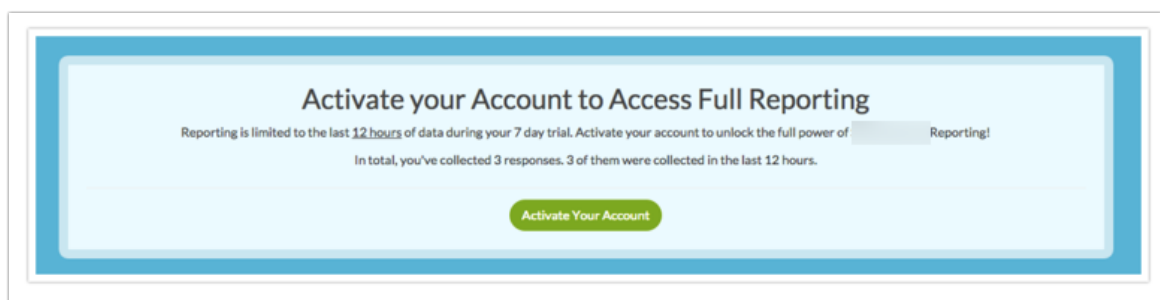 Activate your Account to Access Full Reporting
Reporting is limited to the last 12 hours of data during your 7 day trial. Activate your account to unlock the full power of Reporting!
In total, you've collected 3 responses. 3 of them were collected in the last 12 hours.
Activate Your Account